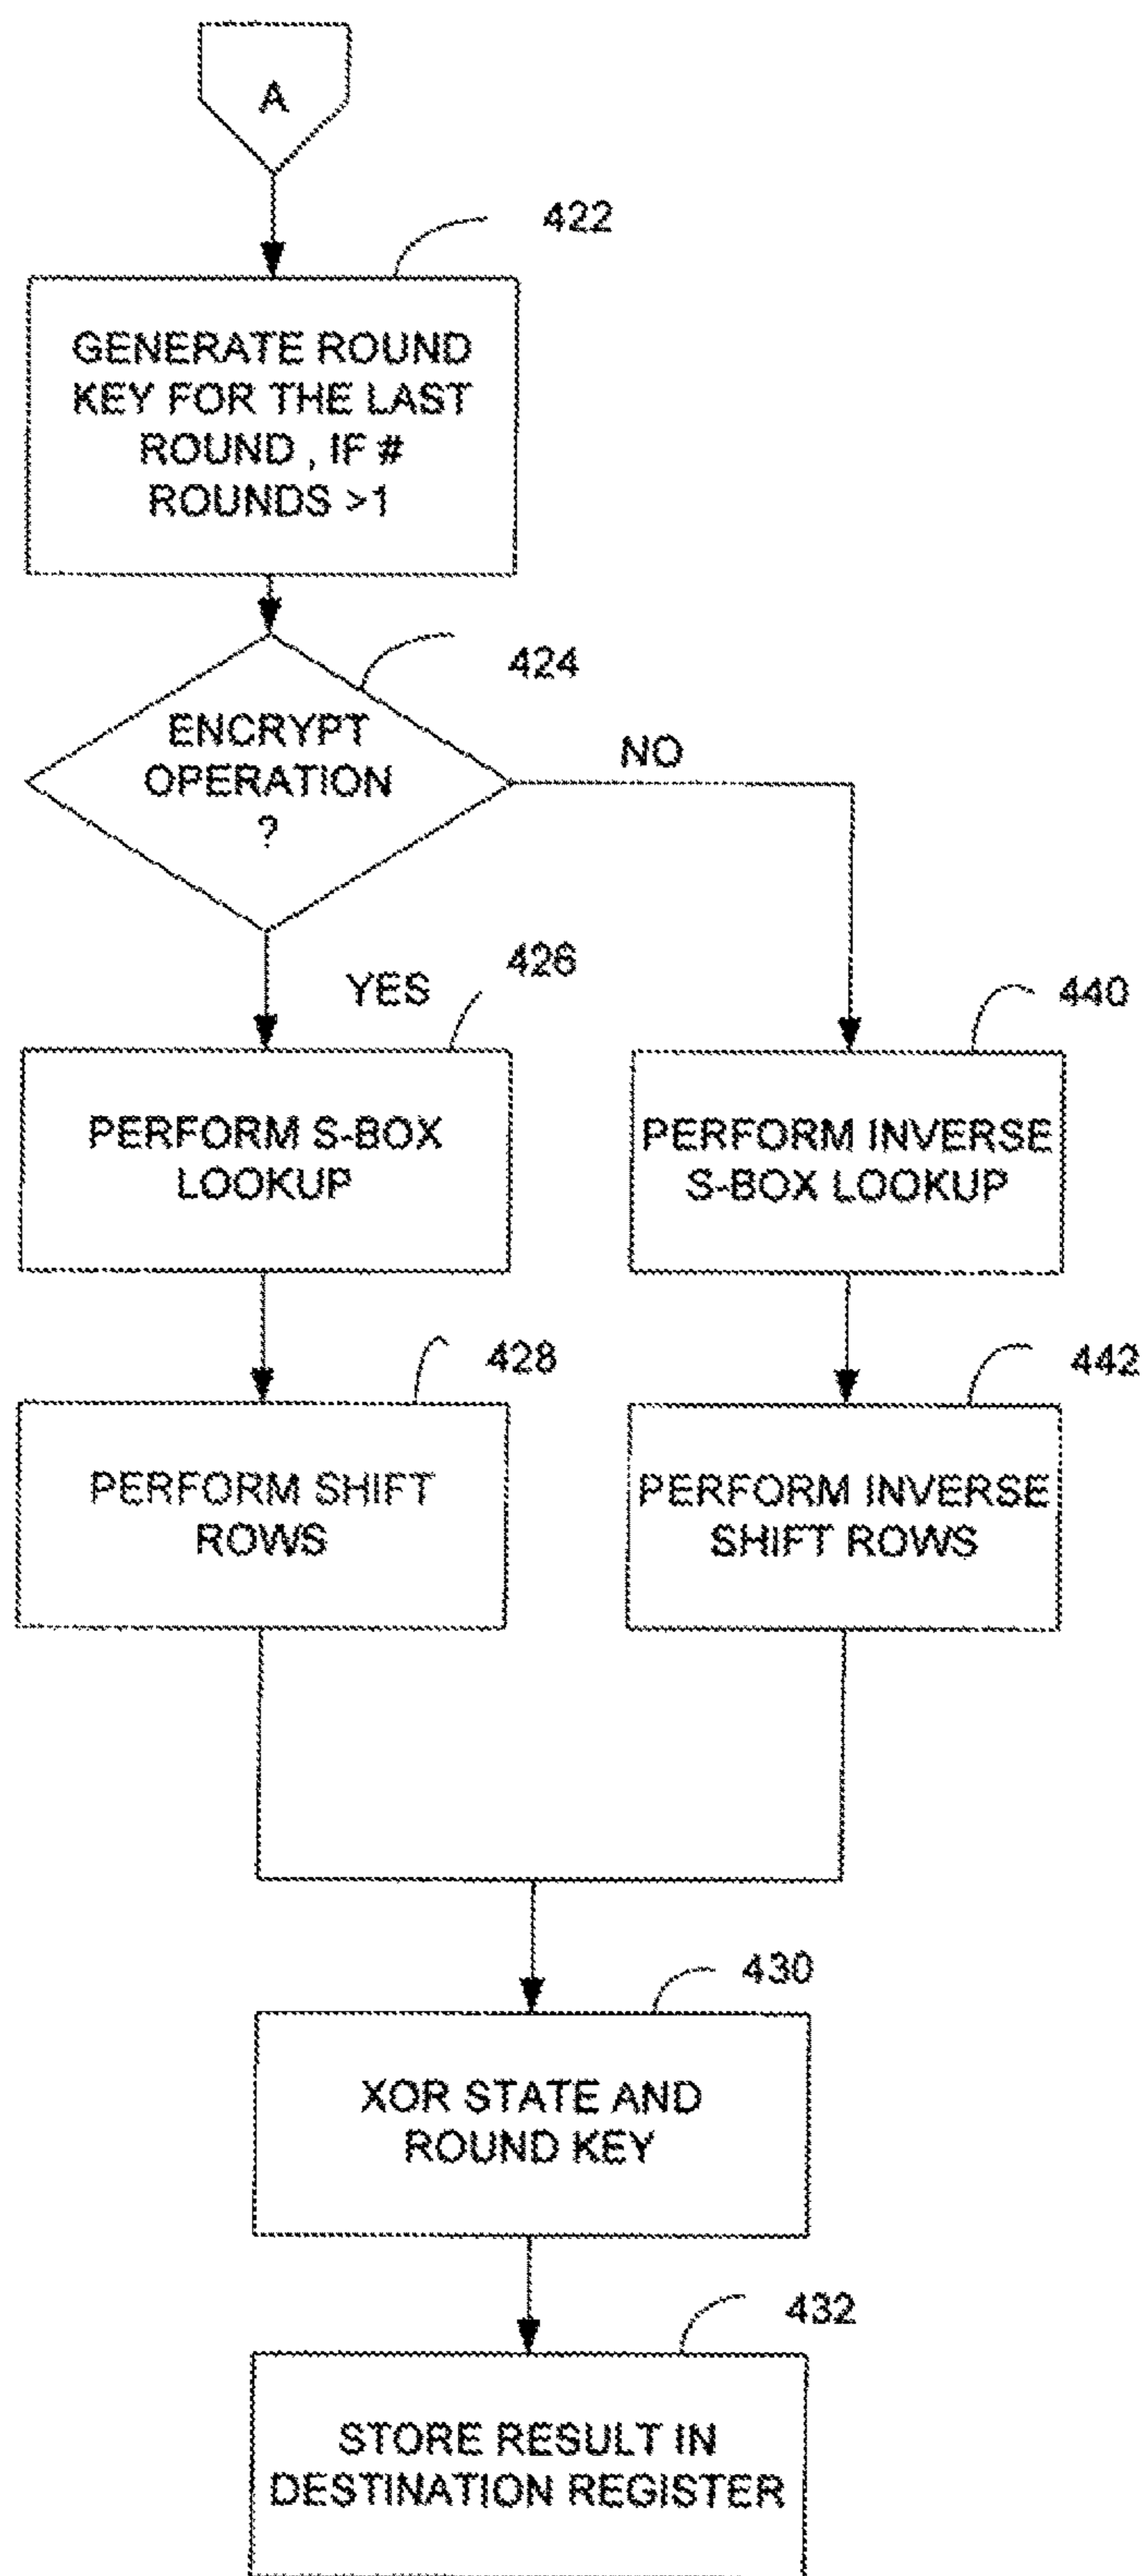 A
422
GENERATE ROUND
KEY FOR THE LAST
ROUND , IF #
ROUNDS >1
424
ENCRYPT
OPERATION
?
NO
YES
426
440
PERFORM S-BOX
LOOKUP
PERFORM INVERSE
S-BOX LOOKUP
428
442
PERFORM SHIFT
ROWS
PERFORM INVERSE
SHIFT ROWS
430
XOR STATE AND
ROUND KEY
432
STORE RESULT IN
DESTINATION REGISTER